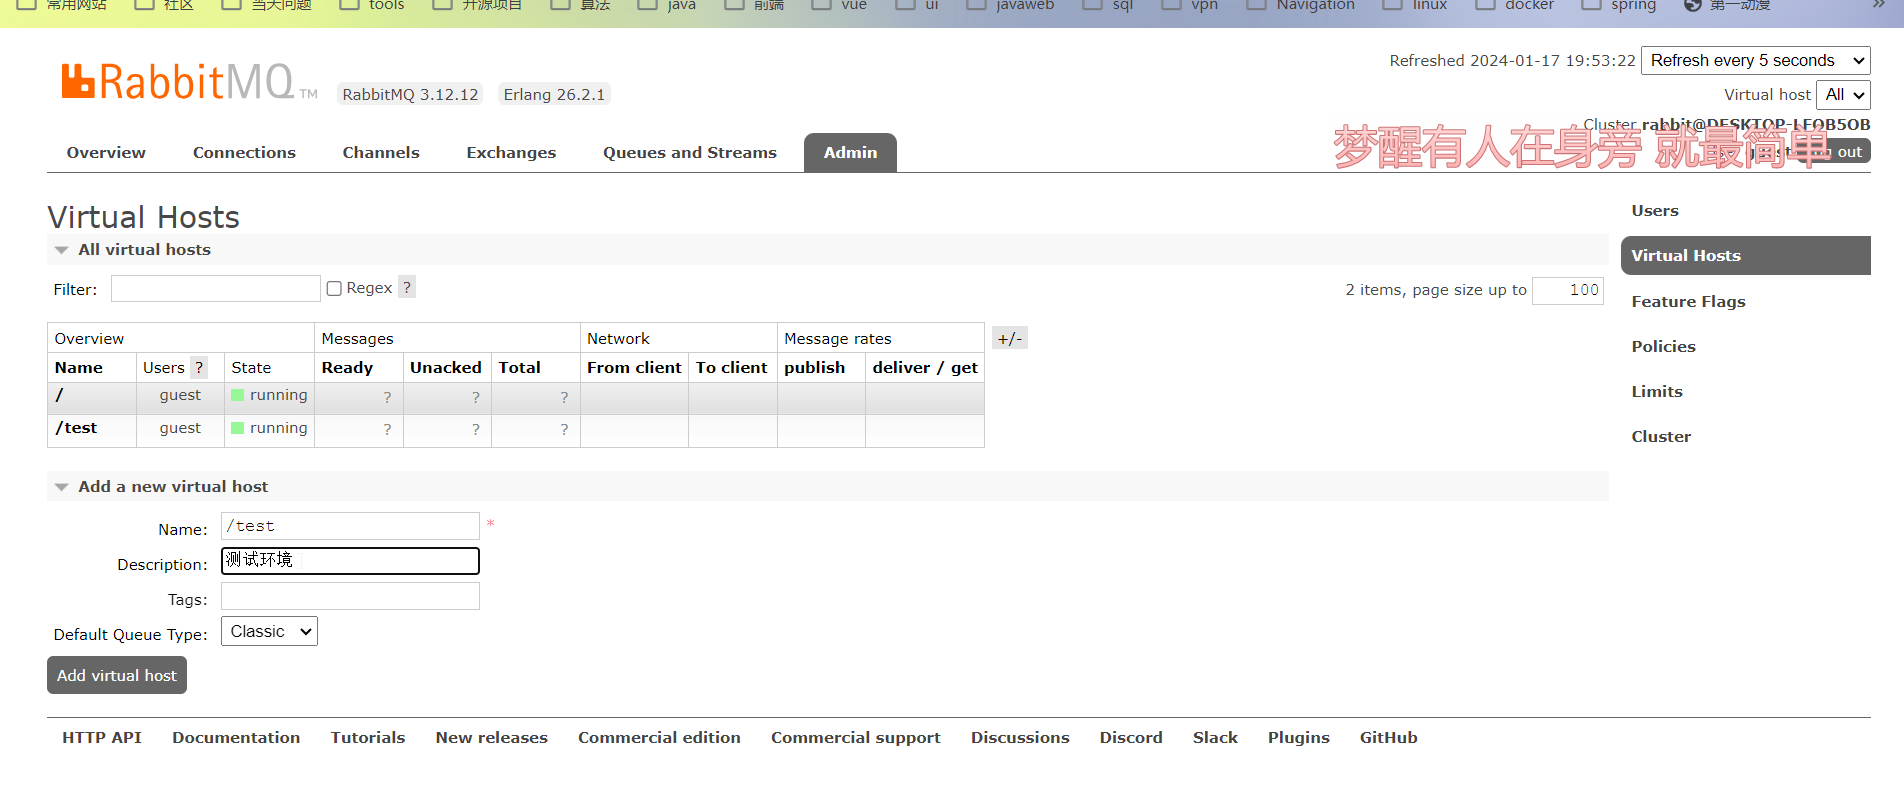 常用网站 社区 当天问题 tools 开源项目 算法 java 前端 vue ui javaweb sql vpn Navigation linux docker spring 第一动漫 »
Refreshed 2024-01-17 19:53:22 Refresh every 5 seconds
RabbitMQ TM RabbitMQ 3.12.12 Erlang 26.2.1
Virtual host All
Cluster rabbit@DESKTOP-LFOB5OB
梦醒有人在身旁 就最简单
out
Overview Connections Channels Exchanges Queues and Streams Admin
Virtual Hosts
All virtual hosts
Filter: Regex ? 2 items, page size up to 100
Overview Messages Network Message rates +/-
Name Users ? State Ready Unacked Total From client To client publish deliver / get
/ guest running ? ? ?
/test guest running ? ? ?
Add a new virtual host
Name: /test *
Description: 测试环境
Tags:
Default Queue Type: Classic
Add virtual host
Users
Virtual Hosts
Feature Flags
Policies
Limits
Cluster
HTTP API Documentation Tutorials New releases Commercial edition Commercial support Discussions Discord Slack Plugins GitHub